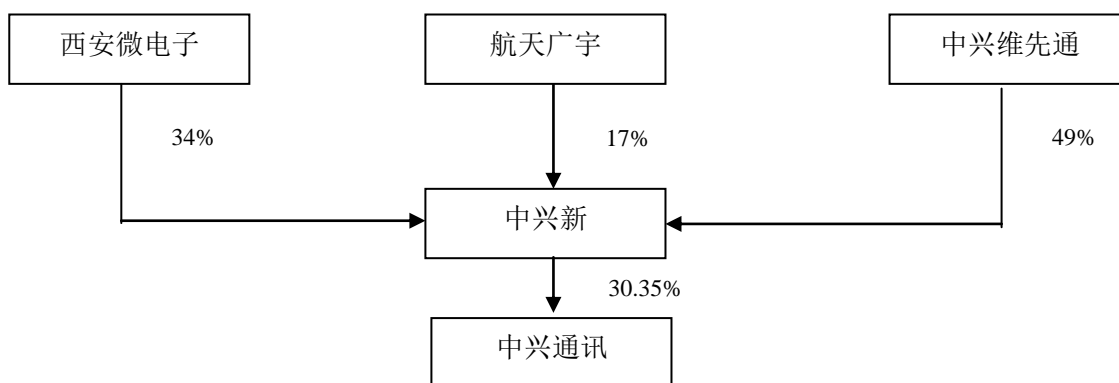 西安微电子
航天广宇
中兴维先通
34%
17%
49%
中兴新
30.35%
中兴通讯